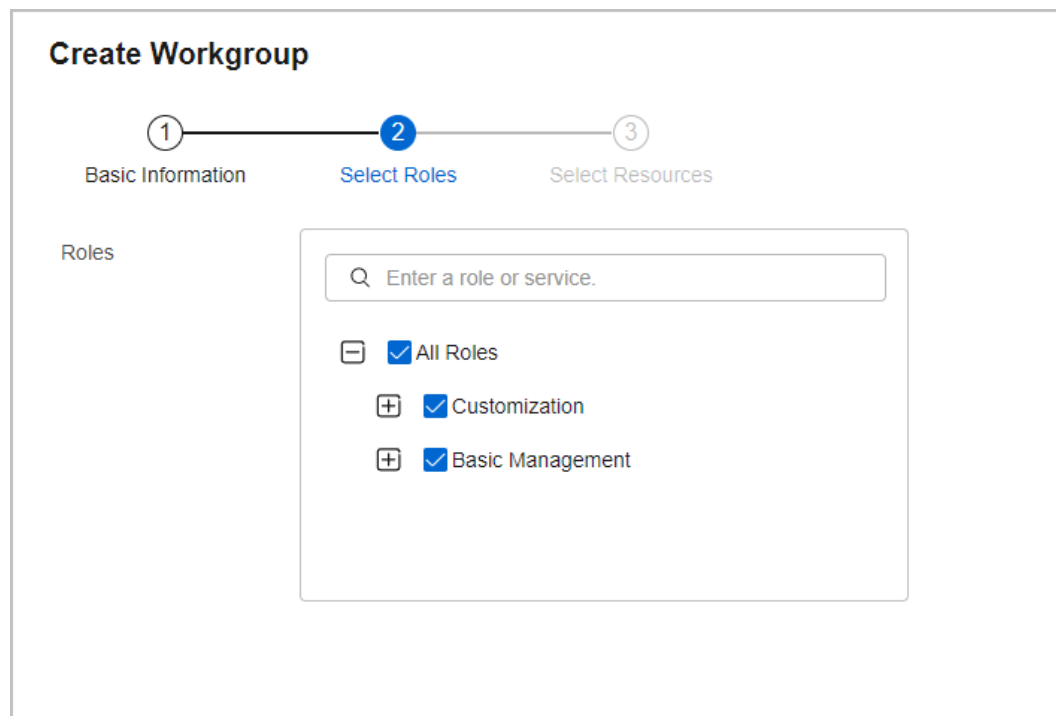 Create Workgroup
1 2 3
Basic Information Select Roles Select Resources
Roles
Enter a role or service.
All Roles
Customization
Basic Management